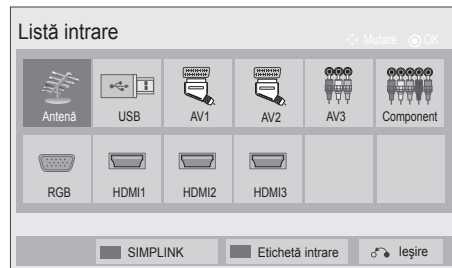 Listă intrare
Mutare OK
Antenă USB AV1 AV2 AV3 Component
RGB HDMI1 HDMI2 HDMI3
SIMPLINK Etichetă intrare Ieşire